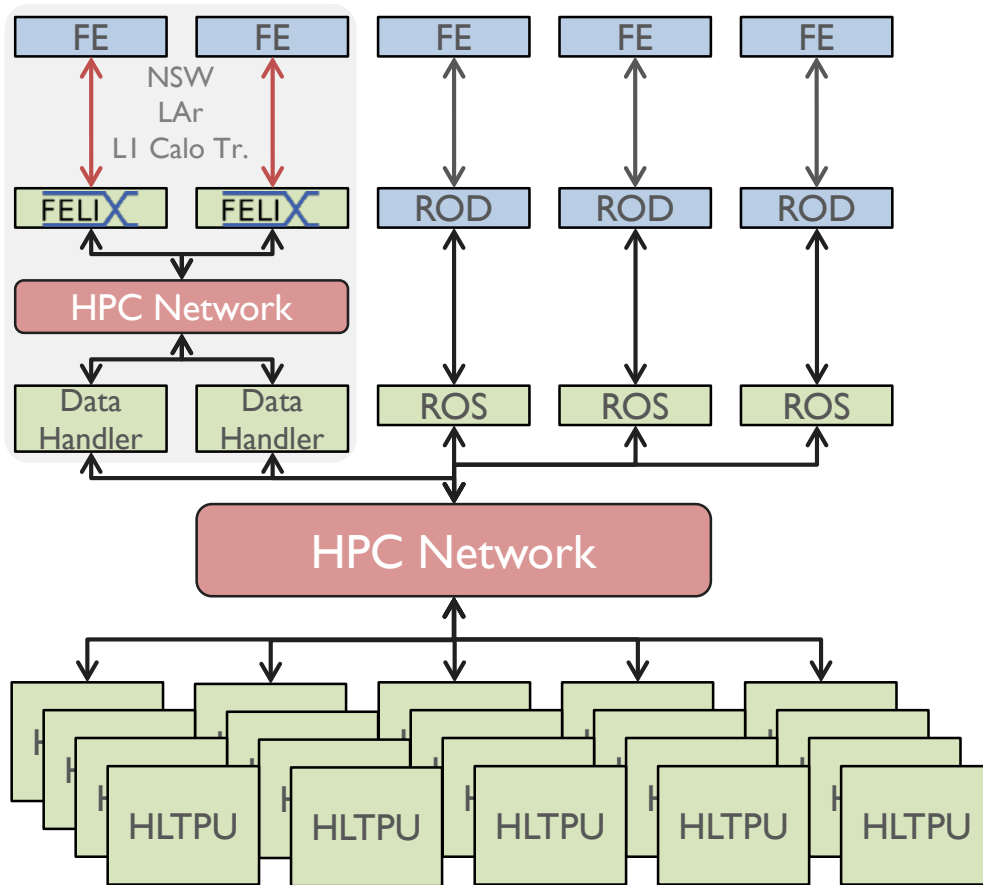 FE
FE
FE
FE
FE
NSW
LAr
L1 Calo Tr.
FELIX
FELIX
ROD
ROD
ROD
HPC Network
Data
Handler
Data
Handler
ROS
ROS
ROS
HPC Network
HLTPU
HLTPU
HLTPU
HLTPU
HLTPU